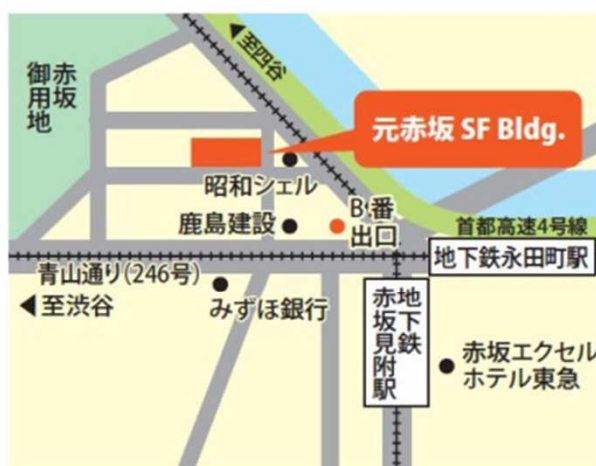 至四谷
赤坂
御用地
元赤坂 SF Bldg.
昭和シェル
鹿島建設
B番
出口
首都高速4号線
地下鉄永田町駅
青山通り(246号)
至渋谷
みずほ銀行
地下鉄
赤坂見附駅
赤坂エクセル
ホテル東急